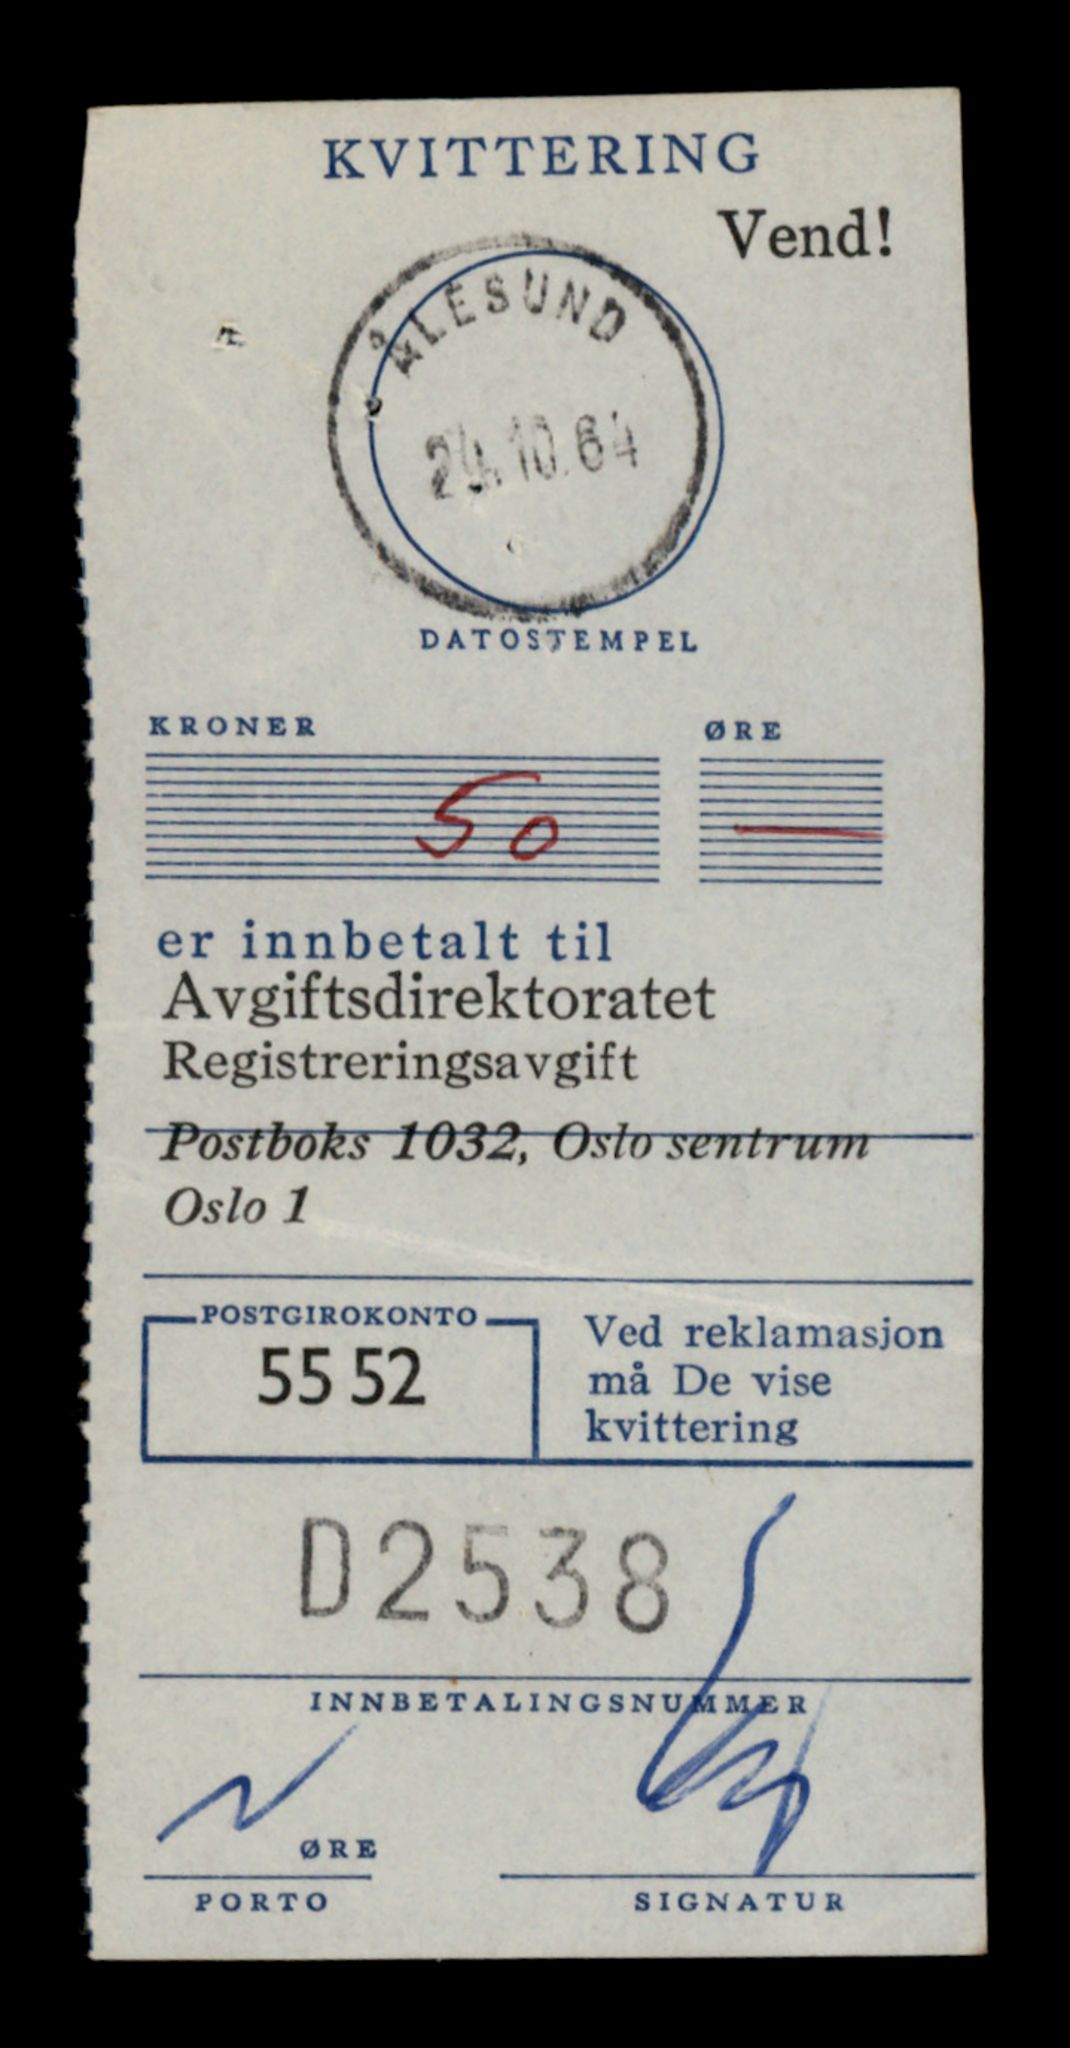 KVITTERING
Vend!
ÅLESUND
24.10.64
DATOSTEMPEL
KRONER ØRE
50 —
er innbetalt til
Avgiftsdirektoratet
Registreringsavgift
Postboks 1032, Oslo sentrum
Oslo 1
POSTGIROKONTO
55 52
Ved reklamasjon
må De vise
kvittering
D2538
INNBETALINGSNUMMER
ØRE
PORTO
SIGNATUR